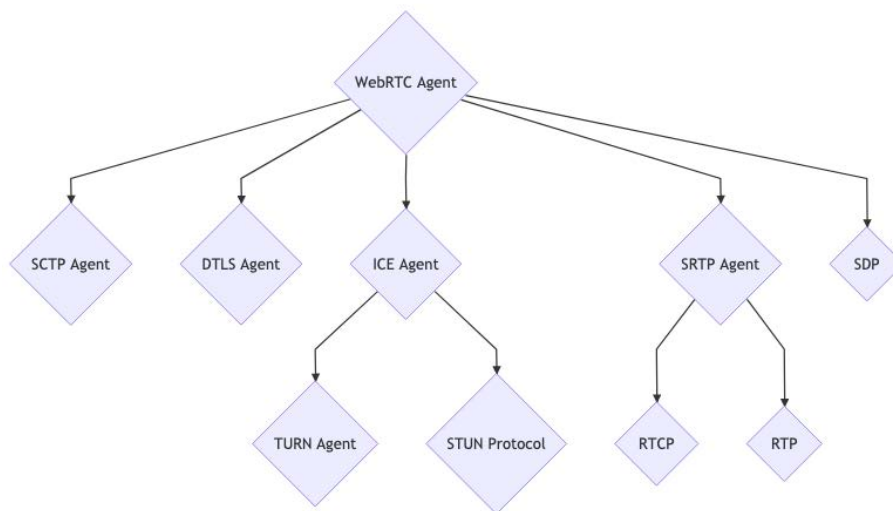 WebRTC Agent
SCTP Agent
DTLS Agent
ICE Agent
SRTP Agent
SDP
TURN Agent
STUN Protocol
RTCP
RTP